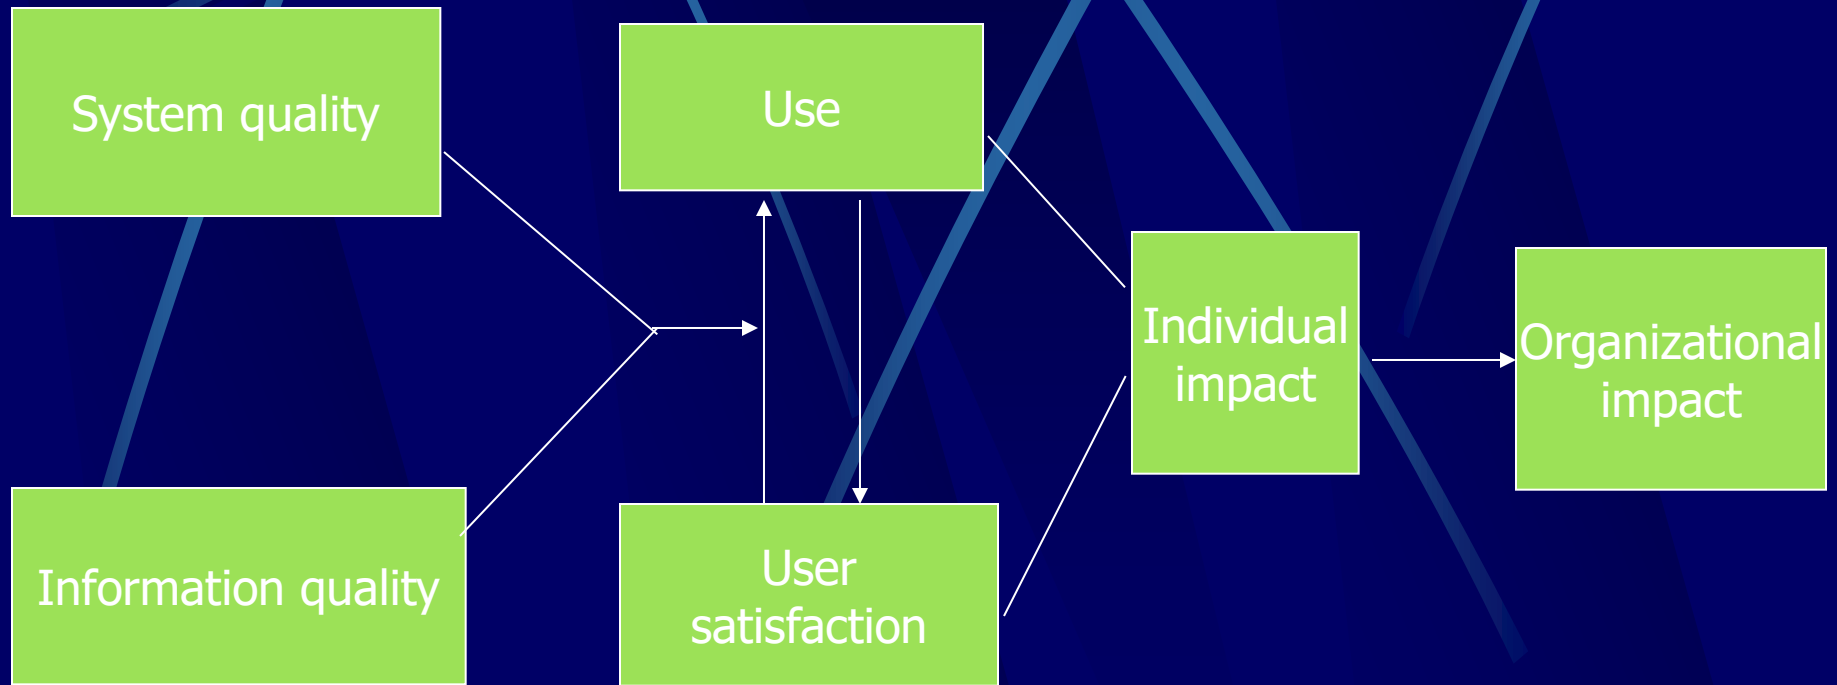 System quality
Use
Individual
impact
Organizational
impact
Information quality
User
satisfaction